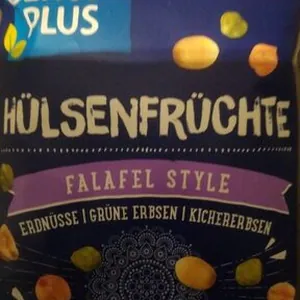 PLUS
HÜLSENFRÜCHTE
FALAFEL STYLE
ERDNÜSSE | GRÜNE ERBSEN | KICHERERBSEN